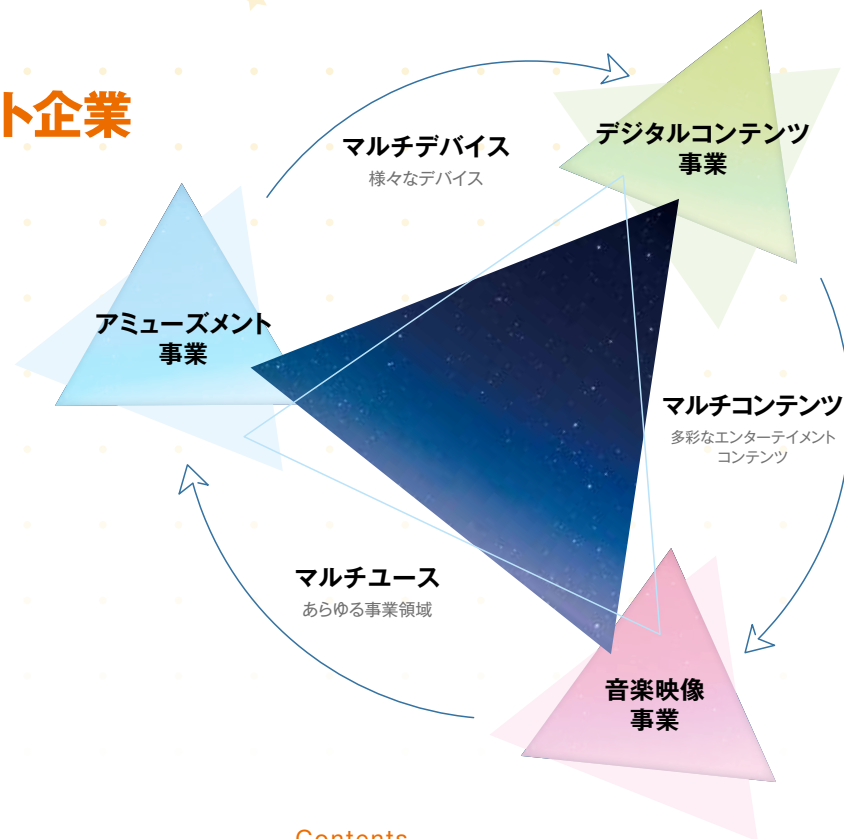 ト企業
マルチデバイス
様々なデバイス
デジタルコンテンツ
事業
アミューズメント
事業
マルチコンテンツ
多彩なエンターテイメント
コンテンツ
マルチユース
あらゆる事業領域
音楽映像
事業
Contents